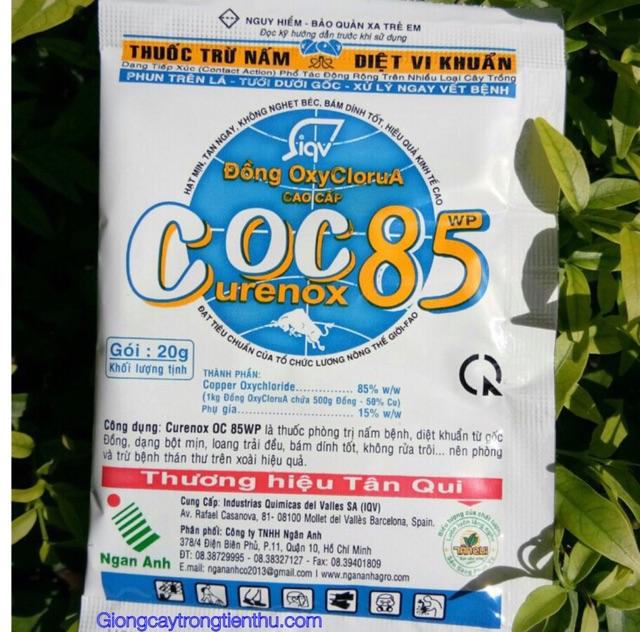 NGUY HIỂM - BẢO QUẢN XA TRẺ EM
Đọc kỹ hướng dẫn trước khi sử dụng
THUỐC TRỪ NẤM DIỆT VI KHUẨN
Dạng Tiếp Xúc (Contact Action) Phổ Tác Động Rộng Trên Nhiều Loại Cây Trồng
PHUN TRÊN LÁ - TƯỚI DƯỚI GỐC - XỬ LÝ NGAY VẾT BỆNH
HẠT MỊN, TAN NGAY, KHÔNG NGHẸT BÉC, BÁM DÍNH TỐT, HIỆU QUẢ KINH TẾ CAO
iqv
Đồng OxyCloruA
CAO CẤP
COC 85 WP
Curenox
ĐẠT TIÊU CHUẨN CỦA TỔ CHỨC LƯƠNG NÔNG THẾ GIỚI-FAO
Gói : 20g
Khối lượng tịnh
THÀNH PHẦN:
Copper Oxychloride.................. 85% w/w
(1kg Đồng OxyCloruA chứa 500g Đồng - 50% Cu)
Phụ gia................................ 15% w/w
Công dụng: Curenox OC 85WP là thuốc phòng trị nấm bệnh, diệt khuẩn từ gốc
Đồng, dạng bột mịn, loang trải đều, bám dính tốt, không rửa trôi... nên phòng
và trừ bệnh thán thư trên xoài hiệu quả.
Thương hiệu Tân Qui
Cung Cấp: Industrias Quimicas del Valles SA (IQV)
Av. Rafael Casanova, 81- 08100 Mollet del Vallès Barcelona, Spain.
Phân phối: Công ty TNHH Ngân Anh
378/4 Điện Biên Phủ, P.11, Quận 10, Hồ Chí Minh
ĐT: 08.38729995 - 08.38327127 - Fax: 08.39401809
E.mail: ngananhco2013@gmail.com | www.ngananhagro.com
Ngan Anh
TANQUI
Giongcaytrongtienthu.com